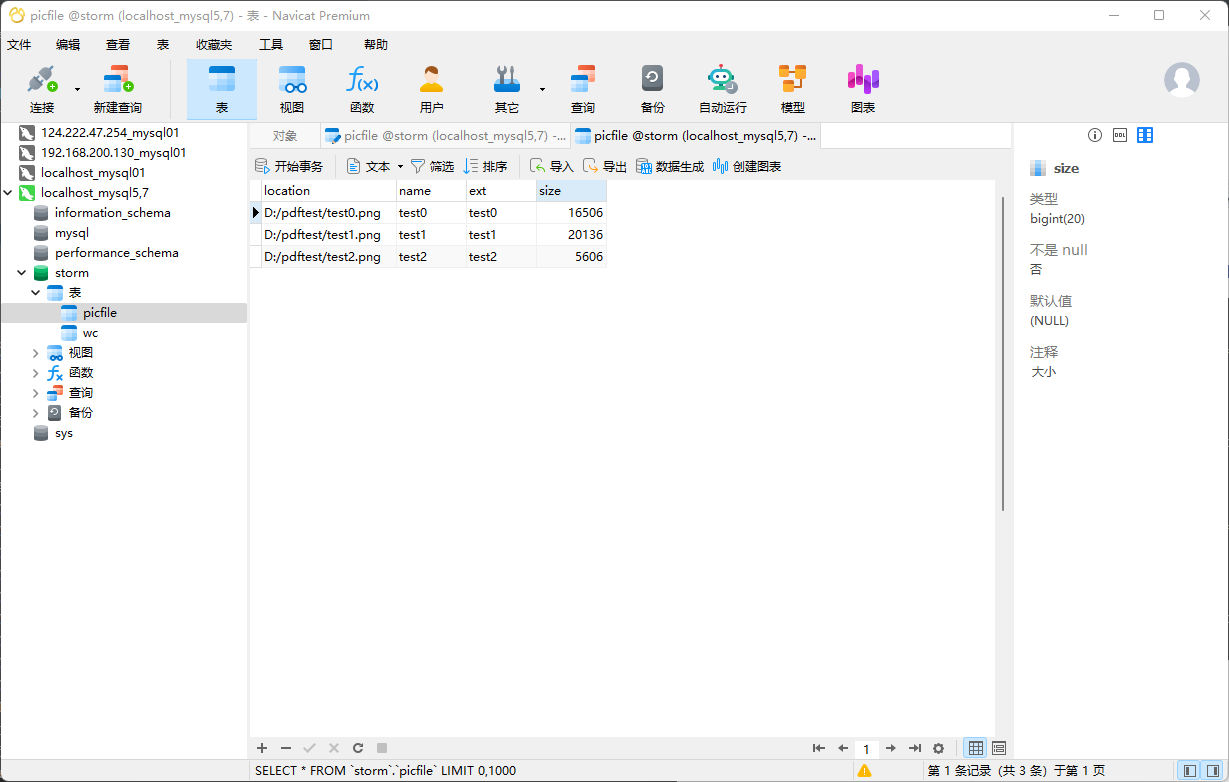 picfile @storm (localhost_mysql5,7) - 表 - Navicat Premium
文件 编辑 查看 表 收藏夹 工具 窗口 帮助
连接 新建查询 表 视图 函数 用户 其它 查询 备份 自动运行 模型 图表
124.222.47.254_mysql01
192.168.200.130_mysql01
localhost_mysql01
localhost_mysql5,7
information_schema
mysql
performance_schema
storm
表
picfile
wc
视图
函数
查询
备份
sys
对象 picfile @storm (localhost_mysql5,7) -... picfile @storm (localhost_mysql5,7) -...
开始事务 文本 筛选 排序 导入 导出 数据生成 创建图表
location name ext size
D:/pdftest/test0.png test0 test0 16506
D:/pdftest/test1.png test1 test1 20136
D:/pdftest/test2.png test2 test2 5606
DDL
size
类型
bigint(20)
不是 null
否
默认值
(NULL)
注释
大小
1
SELECT * FROM `storm`.`picfile` LIMIT 0,1000
第 1 条记录 (共 3 条) 于第 1 页